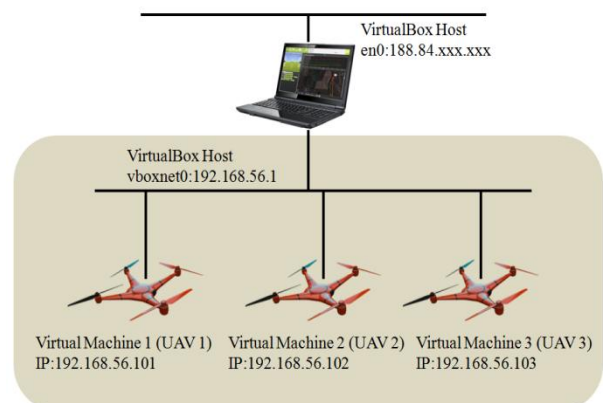 VirtualBox Host
en0:188.84.xxx.xxx
VirtualBox Host
vboxnet0:192.168.56.1
Virtual Machine 1 (UAV 1)
IP:192.168.56.101
Virtual Machine 2 (UAV 2)
IP:192.168.56.102
Virtual Machine 3 (UAV 3)
IP:192.168.56.103